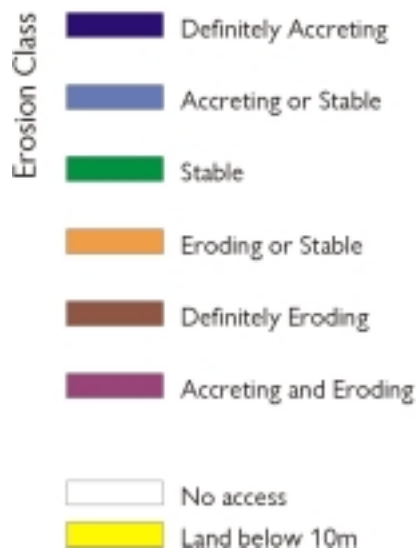 Erosion Class
Definitely Accreting
Accreting or Stable
Stable
Eroding or Stable
Definitely Eroding
Accreting and Eroding
No access
Land below 10m